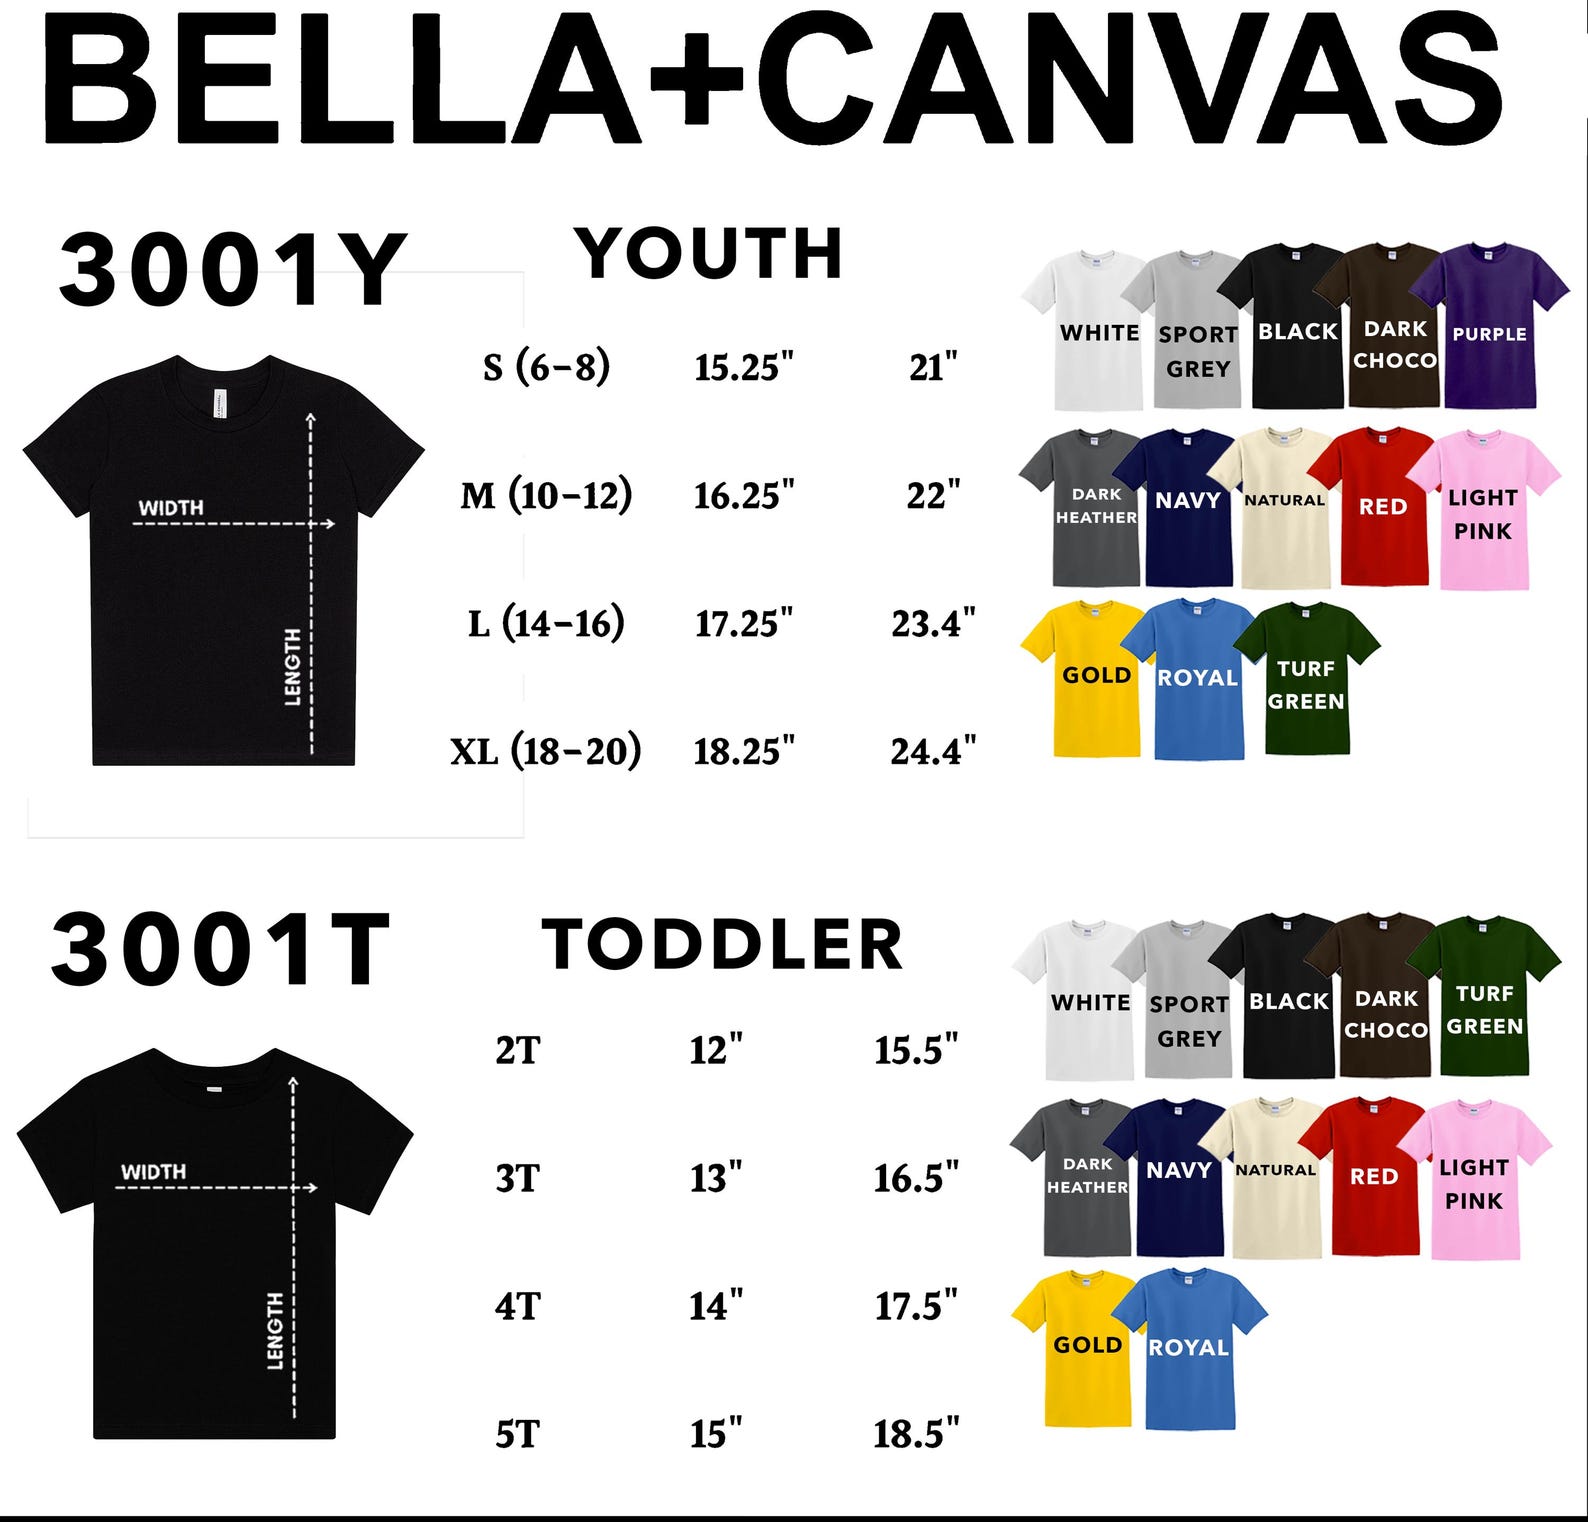 BELLA+CANVAS
3001Y
YOUTH
WIDTH
LENGTH
S (6-8) 15.25" 21"
M (10-12) 16.25" 22"
L (14-16) 17.25" 23.4"
XL (18-20) 18.25" 24.4"
WHITE
SPORT
GREY
BLACK
DARK
CHOCO
PURPLE
DARK
HEATHER
NAVY
NATURAL
RED
LIGHT
PINK
GOLD
ROYAL
TURF
GREEN
3001T
TODDLER
WIDTH
LENGTH
2T 12" 15.5"
3T 13" 16.5"
4T 14" 17.5"
5T 15" 18.5"
WHITE
SPORT
GREY
BLACK
DARK
CHOCO
TURF
GREEN
DARK
HEATHER
NAVY
NATURAL
RED
LIGHT
PINK
GOLD
ROYAL